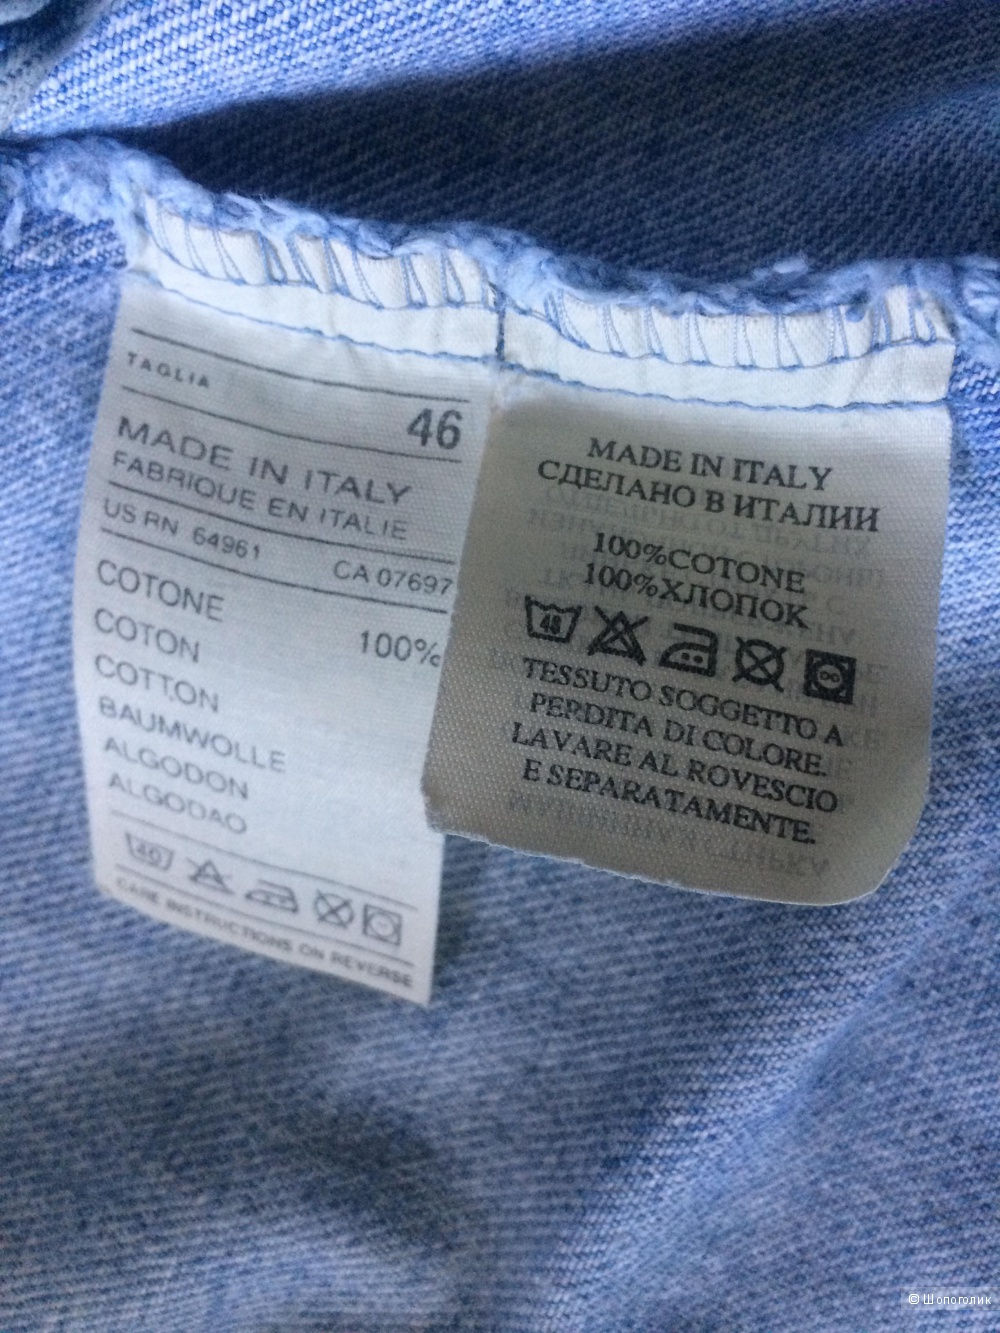 TAGLIA
46
MADE IN ITALY
FABRIQUE EN ITALIE
US RN 64961 CA 07697
COTONE
COTON 100%
COTTON
BAUMWOLLE
ALGODON
ALGODAO
40
CARE INSTRUCTIONS ON REVERSE
MADE IN ITALY
СДЕЛАНО В ИТАЛИИ
100%COTONE
100%ХЛОПОК
40
TESSUTO SOGGETTO A
PERDITA DI COLORE.
LAVARE AL ROVESCIO
E SEPARATAMENTE.
© Шопоголик